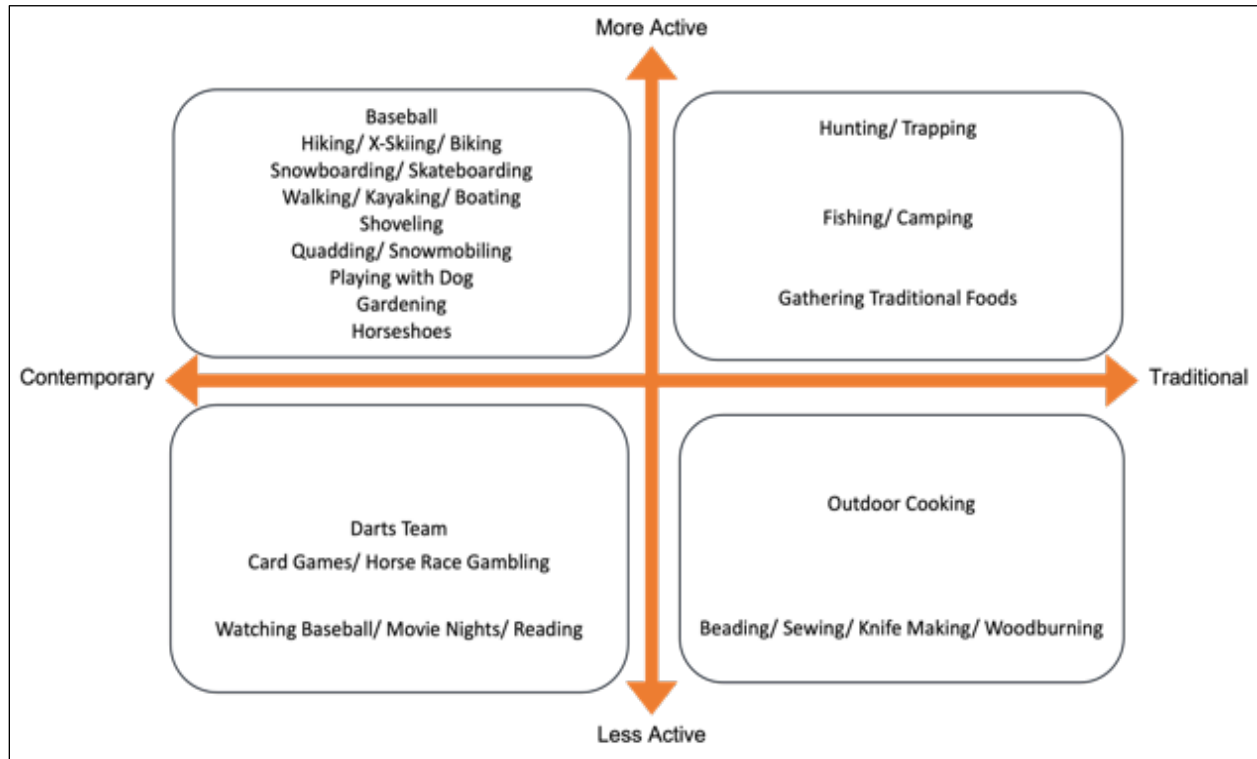 More Active
Baseball
Hiking/ X-Skiing/ Biking
Snowboarding/ Skateboarding
Walking/ Kayaking/ Boating
Shoveling
Quadding/ Snowmobiling
Playing with Dog
Gardening
Horseshoes
Hunting/ Trapping
Fishing/ Camping
Gathering Traditional Foods
Contemporary
Traditional
Darts Team
Card Games/ Horse Race Gambling
Watching Baseball/ Movie Nights/ Reading
Outdoor Cooking
Beading/ Sewing/ Knife Making/ Woodburning
Less Active